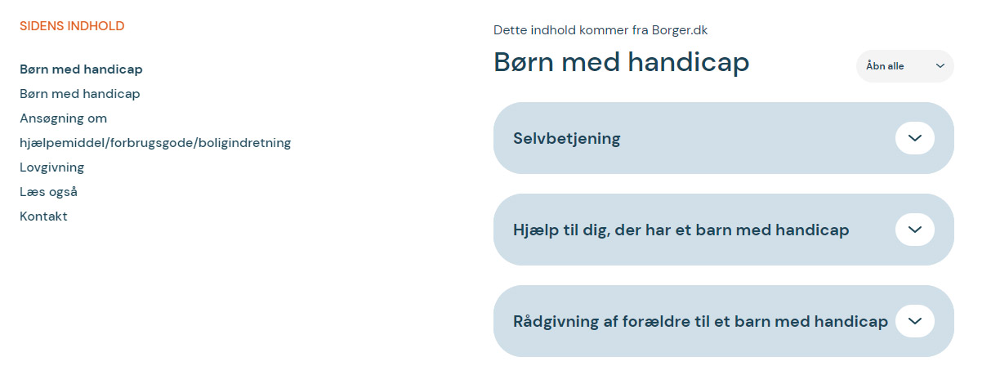 SIDENS INDHOLD
Børn med handicap
Børn med handicap
Ansøgning om
hjælpemiddel/forbrugsgode/boligindretning
Lovgivning
Læs også
Kontakt
Dette indhold kommer fra Borger.dk
Børn med handicap
Åbn alle
Selvbetjening
Hjælp til dig, der har et barn med handicap
Rådgivning af forældre til et barn med handicap